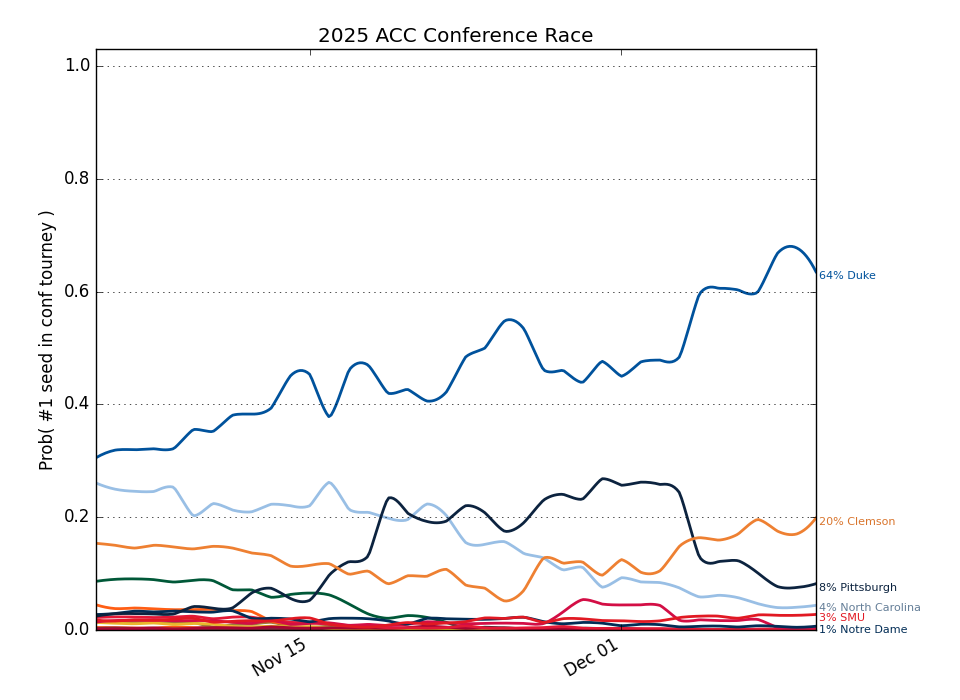 2025 ACC Conference Race
Prob( #1 seed in conf tourney )
1.0
0.8
0.6
0.4
0.2
0.0
Nov 15
Dec 01
64% Duke
20% Clemson
8% Pittsburgh
4% North Carolina
3% SMU
1% Notre Dame